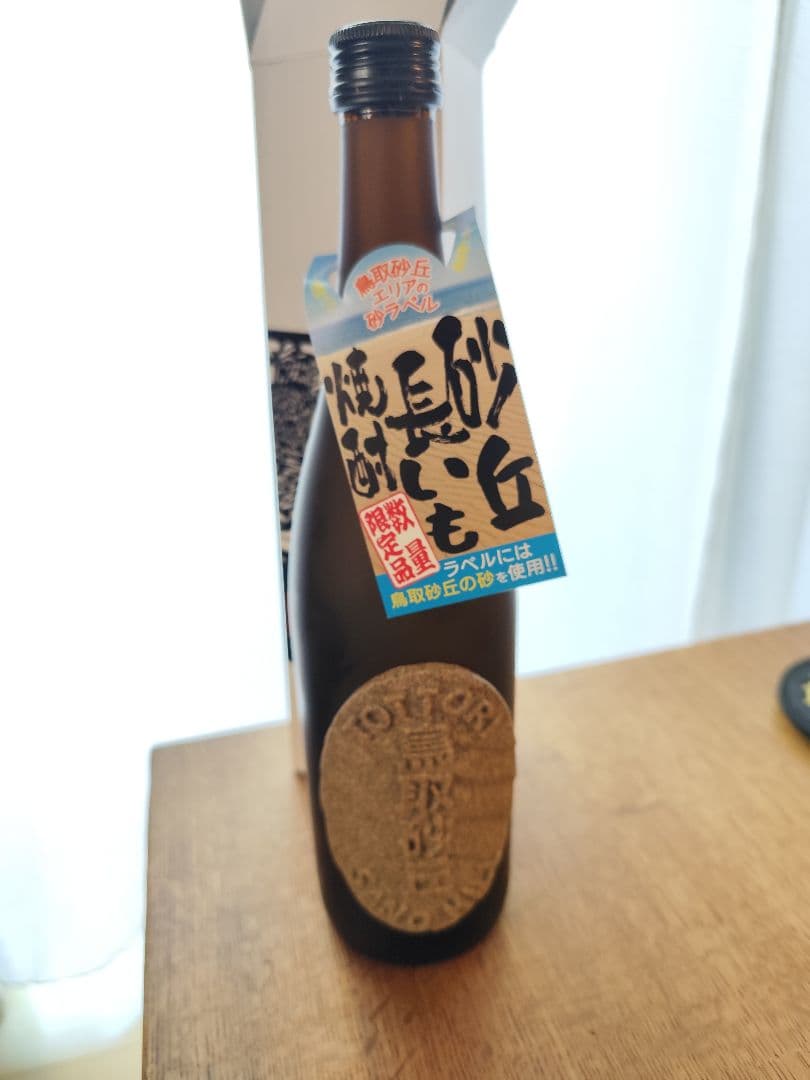 鳥取砂丘
エリアの
砂ラベル
砂丘
長いも
焼酎
数量
限定品
ラベルには
鳥取砂丘の砂を使用!!
TOTTORI
鳥取砂丘